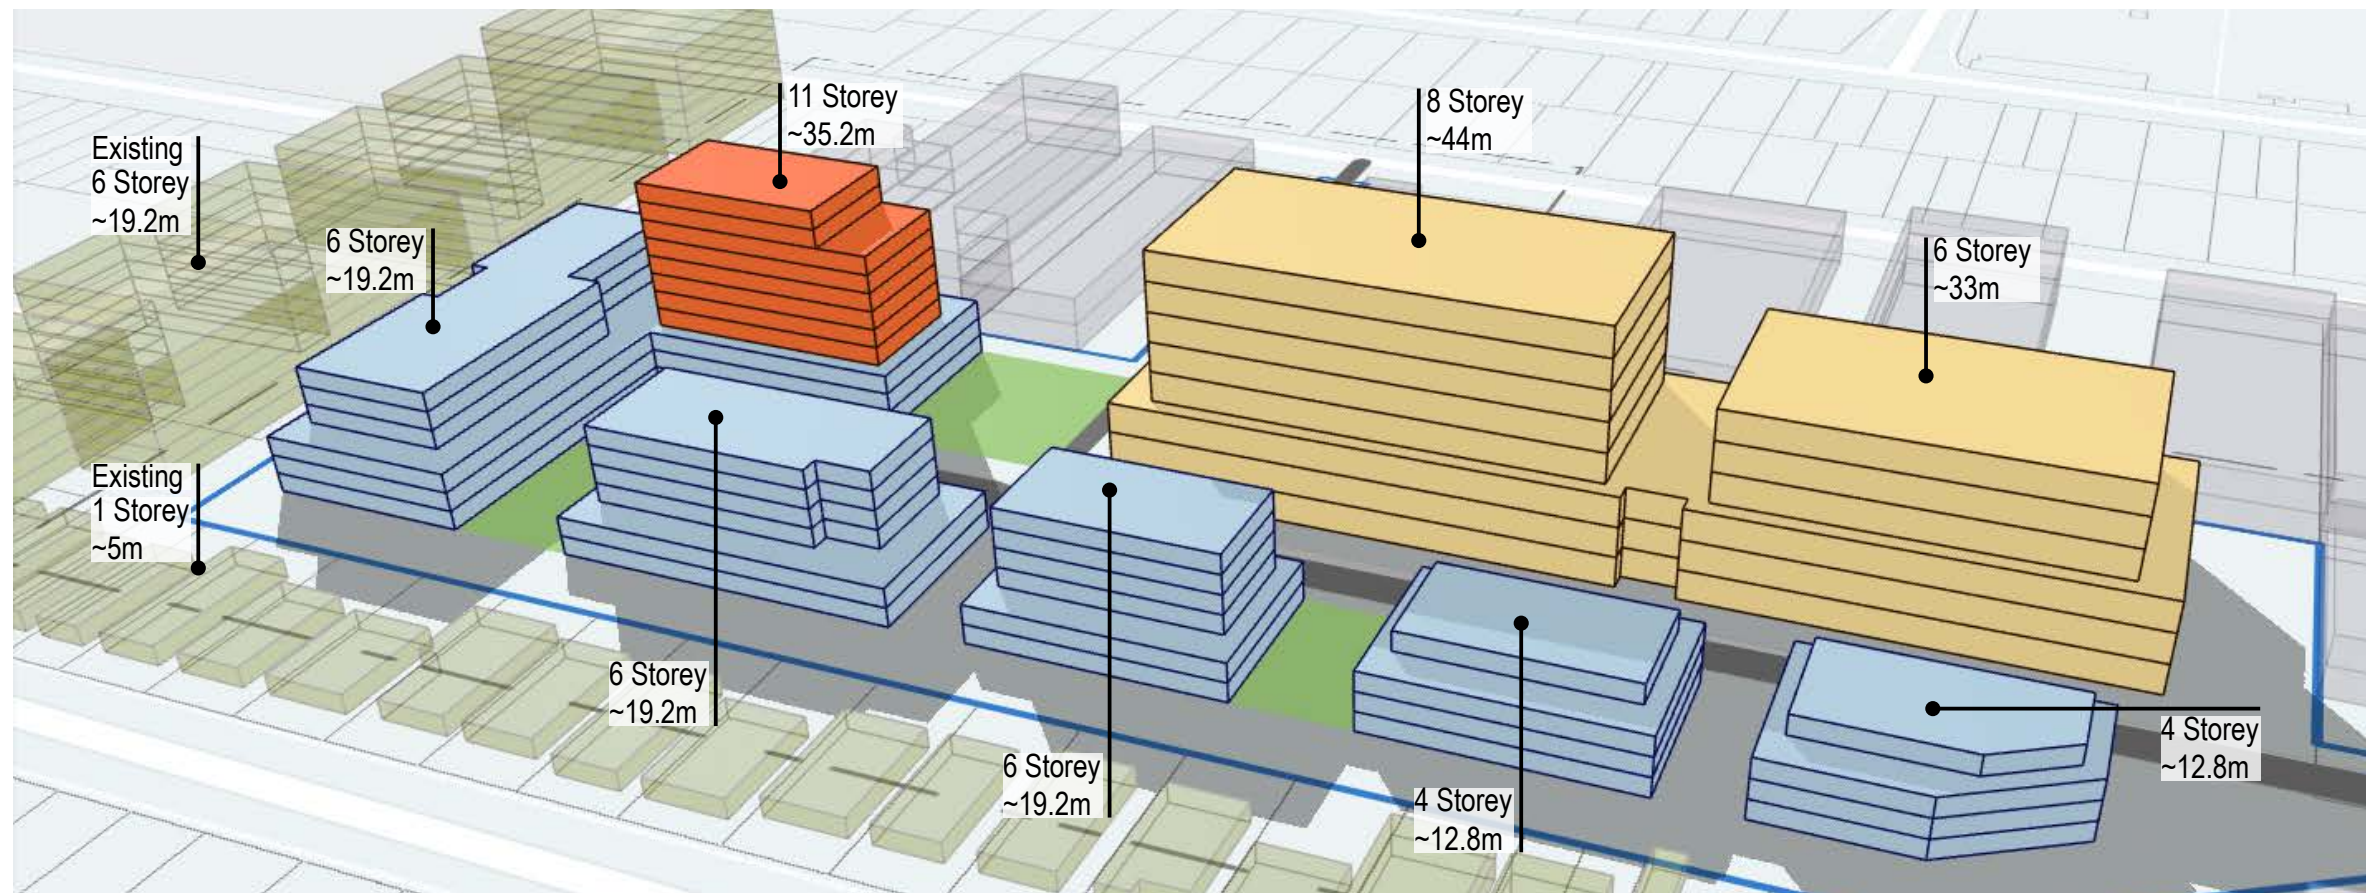 11 Storey
~35.2m
8 Storey
~44m
Existing
6 Storey
~19.2m
6 Storey
~19.2m
6 Storey
~33m
Existing
1 Storey
~5m
6 Storey
~19.2m
6 Storey
~19.2m
4 Storey
~12.8m
4 Storey
~12.8m